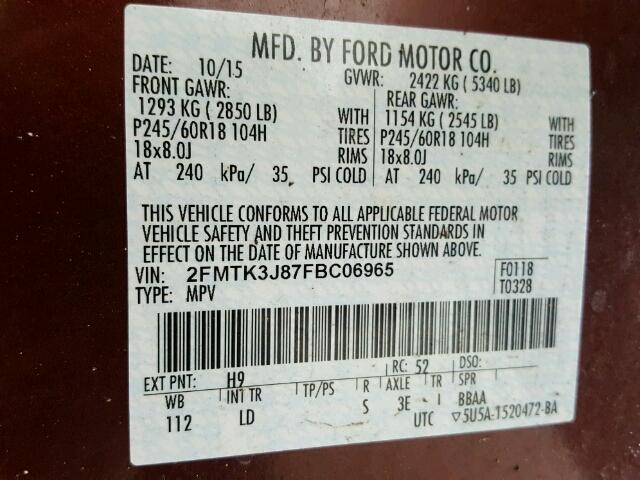 MFD. BY FORD MOTOR CO.
DATE: 10/15 GVWR: 2422 KG ( 5340 LB)
FRONT GAWR: REAR GAWR:
1293 KG ( 2850 LB) WITH 1154 KG ( 2545 LB) WITH
P245/60R18 104H TIRES P245/60R18 104H TIRES
18x8.0J RIMS 18x8.0J RIMS
AT 240 kPa/ 35 PSI COLD AT 240 kPa/ 35 PSI COLD
THIS VEHICLE CONFORMS TO ALL APPLICABLE FEDERAL MOTOR
VEHICLE SAFETY AND THEFT PREVENTION STANDARDS IN
EFFECT ON THE DATE OF MANUFACTURE SHOWN ABOVE.
VIN: 2FMTK3J87FBC06965 F0118
TYPE: MPV T0328
EXT PNT: H9 RC: 52 DSO:
WB INT TR TP/PS R AXLE TR SPR
112 LD S 3E I BBAA
UTC ▽5U5A-1520472-BA